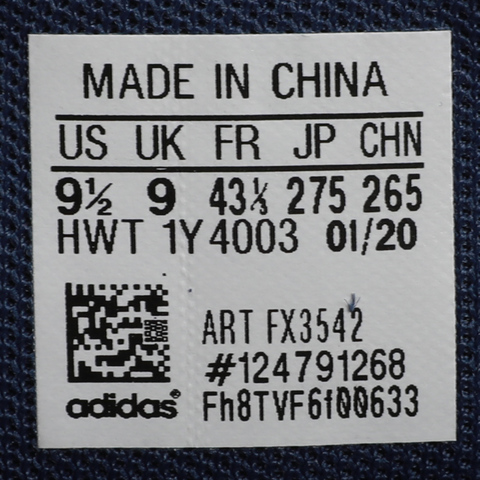 MADE IN CHINA
US UK FR JP CHN
9½ 9 43⅓ 275 265
HWT 1Y4003 01/20
ART FX3542
#124791268
adidas®
Fh8TVF6f00633